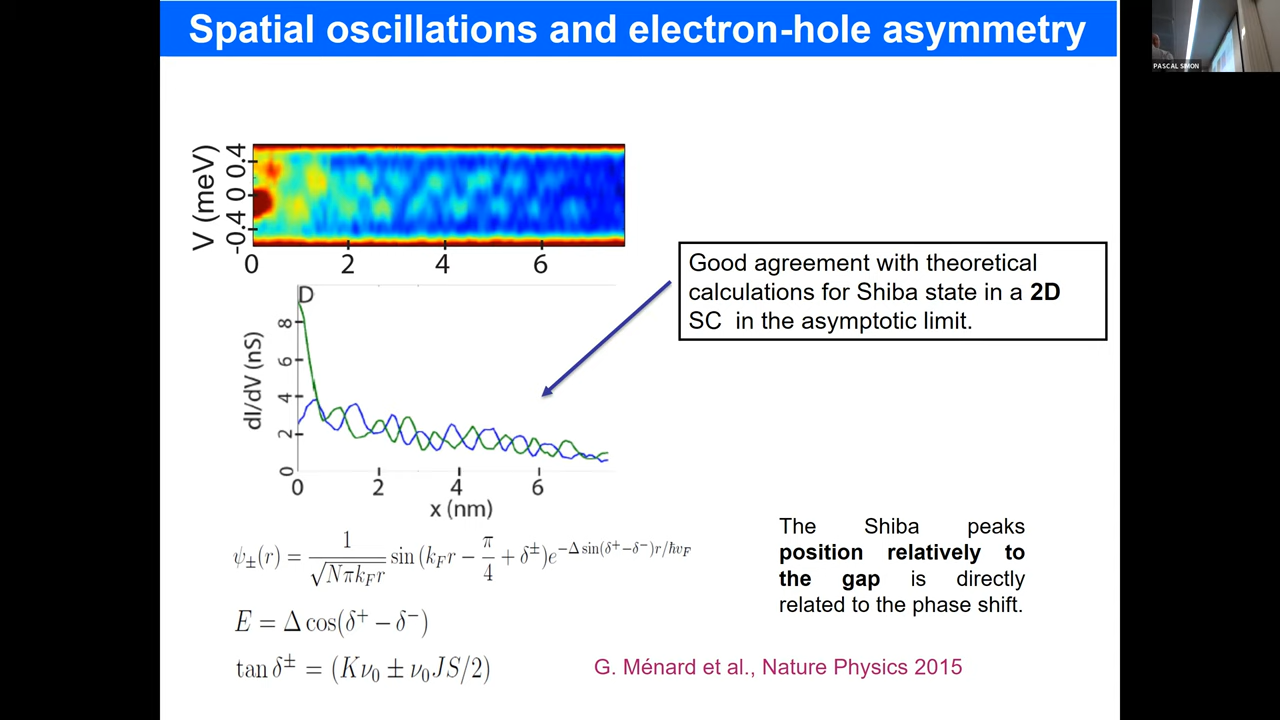 Spatial oscillations and electron-hole asymmetry
PASCAL SIMON
V (meV)
-0.4 0 0.4
0 2 4 6
Good agreement with theoretical
calculations for Shiba state in a 2D
SC in the asymptotic limit.
D
dI/dV (nS)
8
6
4
2
0
0 2 4 6
x (nm)
ψ±(r) = 1/√(Nπk_F r) sin (k_F r − π/4 + δ^±)e^{−Δ sin(δ^+−δ^−)r/ħv_F}
The Shiba peaks
position relatively to
the gap is directly
related to the phase shift.
E = Δ cos(δ^+ − δ^−)
tan δ^± = (Kν_0 ± ν_0JS/2)
G. Ménard et al., Nature Physics 2015